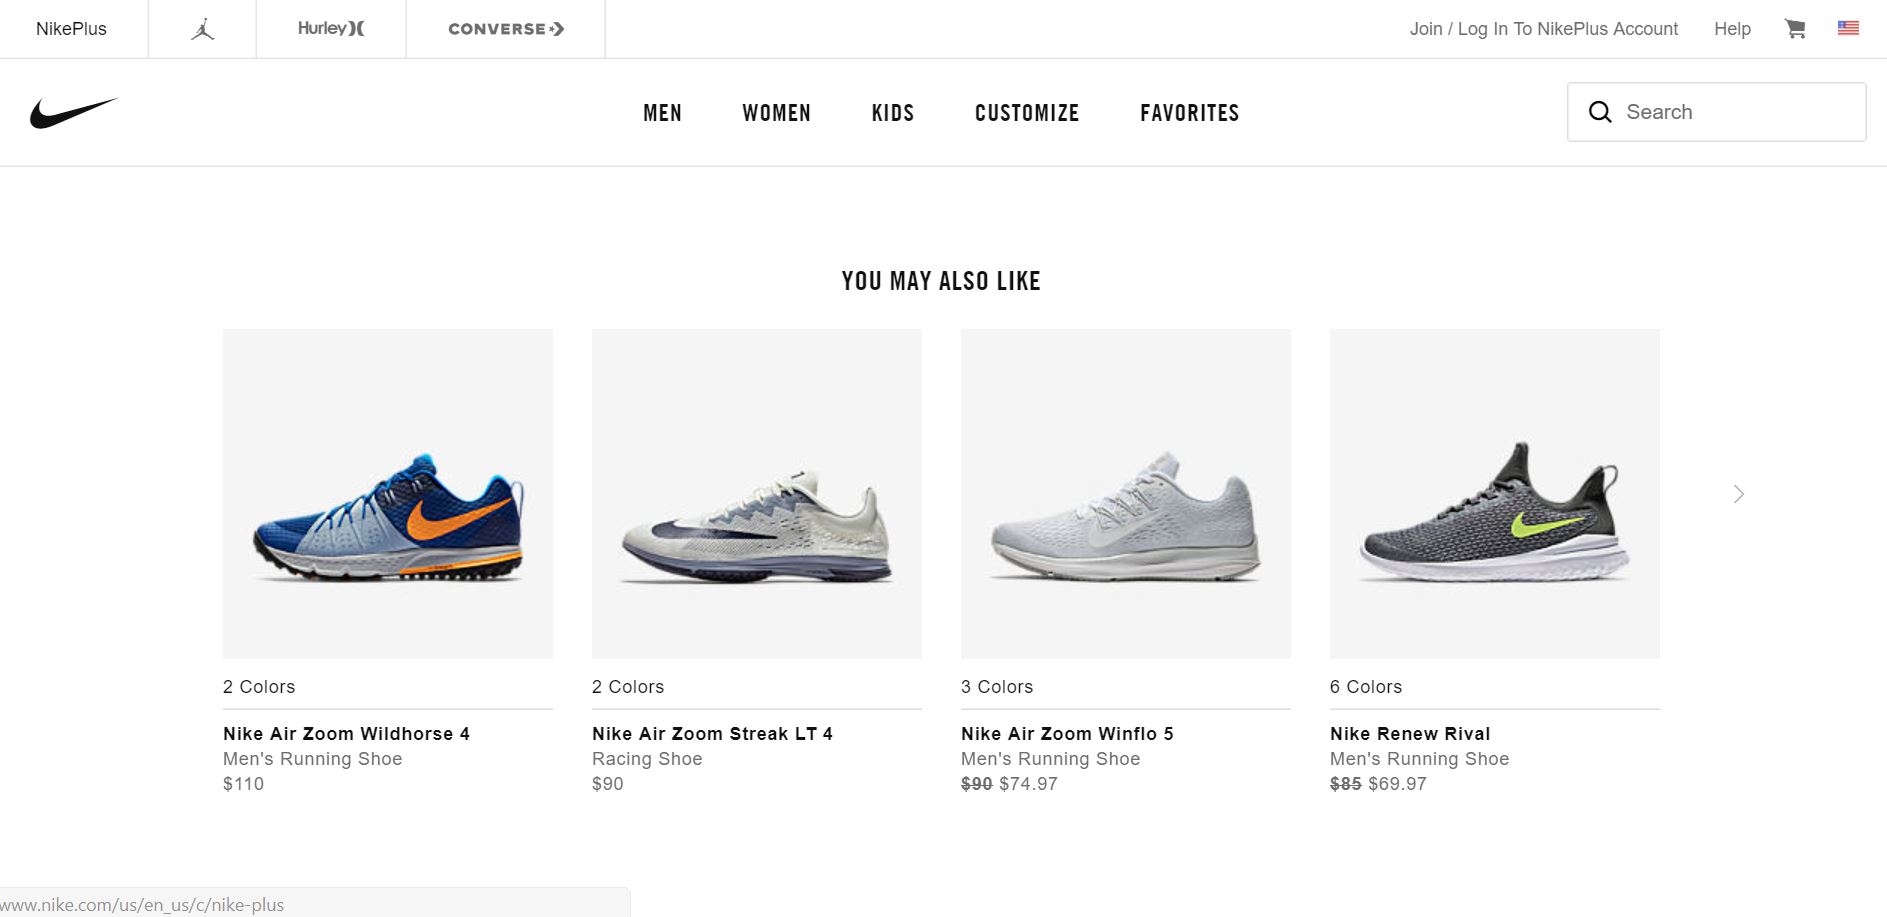 NikePlus
Hurley
CONVERSE
Join / Log In To NikePlus Account
Help
MEN
WOMEN
KIDS
CUSTOMIZE
FAVORITES
Search
YOU MAY ALSO LIKE
2 Colors
Nike Air Zoom Wildhorse 4
Men's Running Shoe
$110
2 Colors
Nike Air Zoom Streak LT 4
Racing Shoe
$90
3 Colors
Nike Air Zoom Winflo 5
Men's Running Shoe
$90 $74.97
6 Colors
Nike Renew Rival
Men's Running Shoe
$85 $69.97
www.nike.com/us/en_us/c/nike-plus